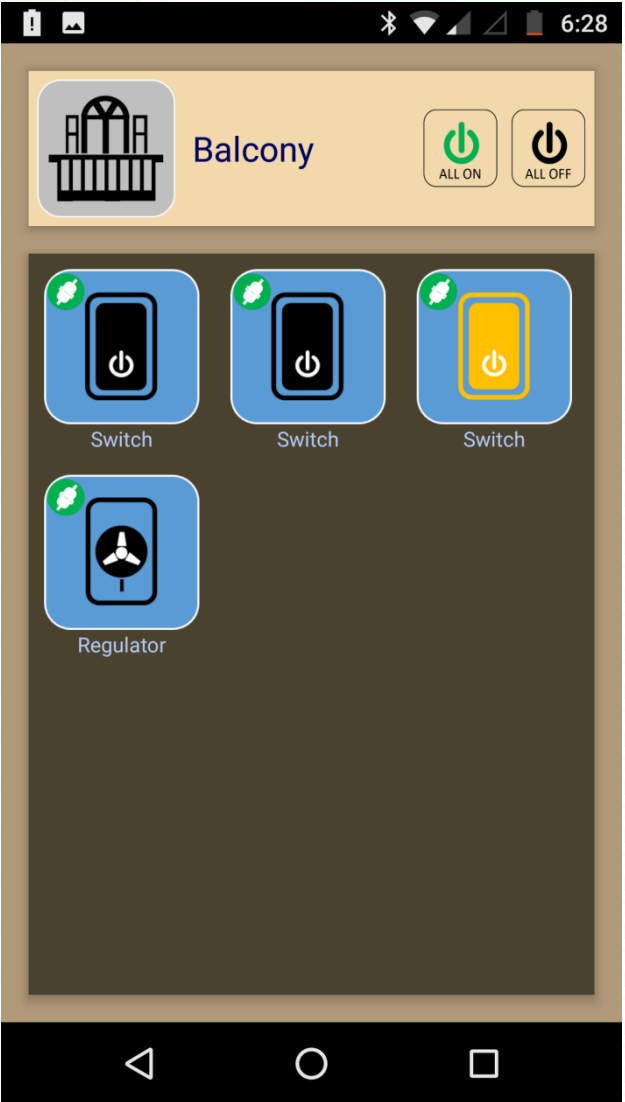 6:28
Balcony
ALL ON
ALL OFF
Switch
Switch
Switch
Regulator